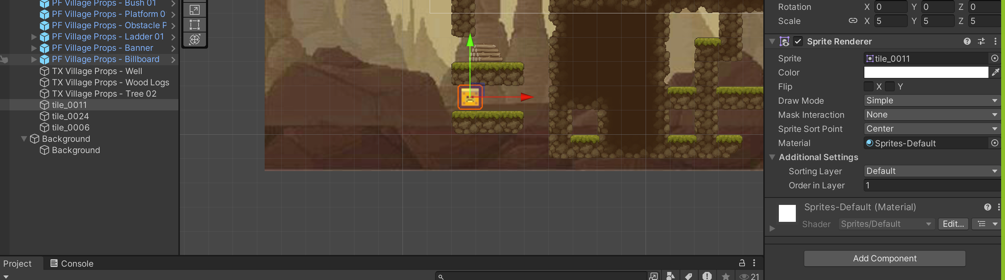 PF Village Props - Bush 01
PF Village Props - Platform 0
PF Village Props - Obstacle F
PF Village Props - Ladder 01
PF Village Props - Banner
PF Village Props - Billboard
TX Village Props - Well
TX Village Props - Wood Logs
TX Village Props - Tree 02
tile_0011
tile_0024
tile_0006
Background
Background
Project
Console
21
Rotation X 0 Y 0 Z 0
Scale X 5 Y 5 Z 5
Sprite Renderer
Sprite tile_0011
Color
Flip X Y
Draw Mode Simple
Mask Interaction None
Sprite Sort Point Center
Material Sprites-Default
Additional Settings
Sorting Layer Default
Order in Layer 1
Sprites-Default (Material)
Shader Sprites/Default Edit...
Add Component